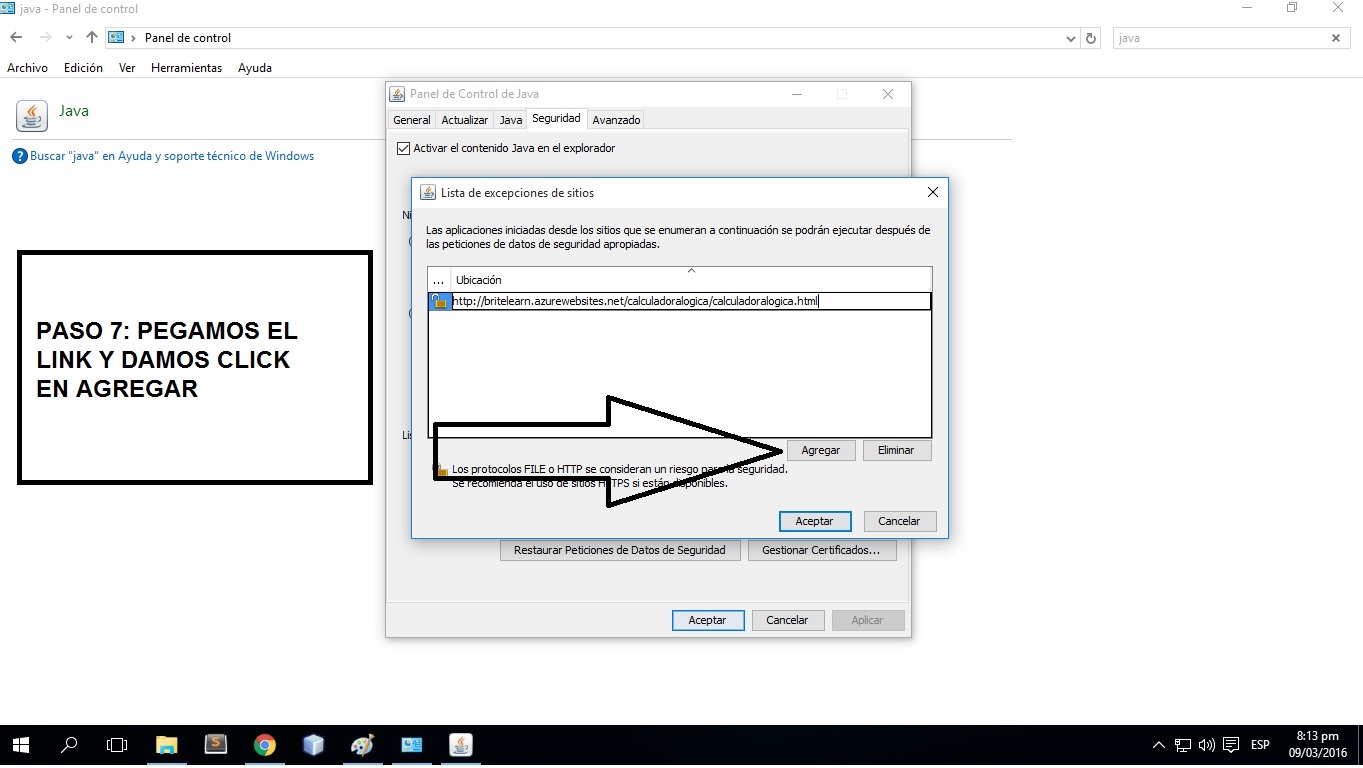 java - Panel de control
Panel de control
java
Archivo Edición Ver Herramientas Ayuda
Java
Buscar "java" en Ayuda y soporte técnico de Windows
Panel de Control de Java
General Actualizar Java Seguridad Avanzado
Activar el contenido Java en el explorador
Lista de excepciones de sitios
Las aplicaciones iniciadas desde los sitios que se enumeran a continuación se podrán ejecutar después de
las peticiones de datos de seguridad apropiadas.
... Ubicación
http://britelearn.azurewebsites.net/calculadoralogica/calculadoralogica.html
PASO 7: PEGAMOS EL
LINK Y DAMOS CLICK
EN AGREGAR
Agregar Eliminar
Los protocolos FILE o HTTP se consideran un riesgo para la seguridad.
Se recomienda el uso de sitios HTTPS si están disponibles.
Aceptar Cancelar
Restaurar Peticiones de Datos de Seguridad Gestionar Certificados...
Aceptar Cancelar Aplicar
ESP
8:13 pm
09/03/2016